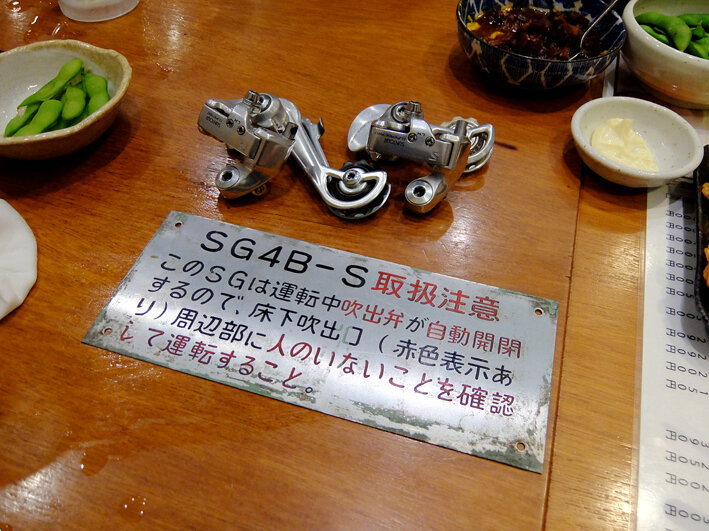 SG4B-S取扱注意
このSGは運転中吹出弁が自動開閉
するので、床下吹出口(赤色表示あ
り)周辺部に人のいないことを確認
して運転すること。